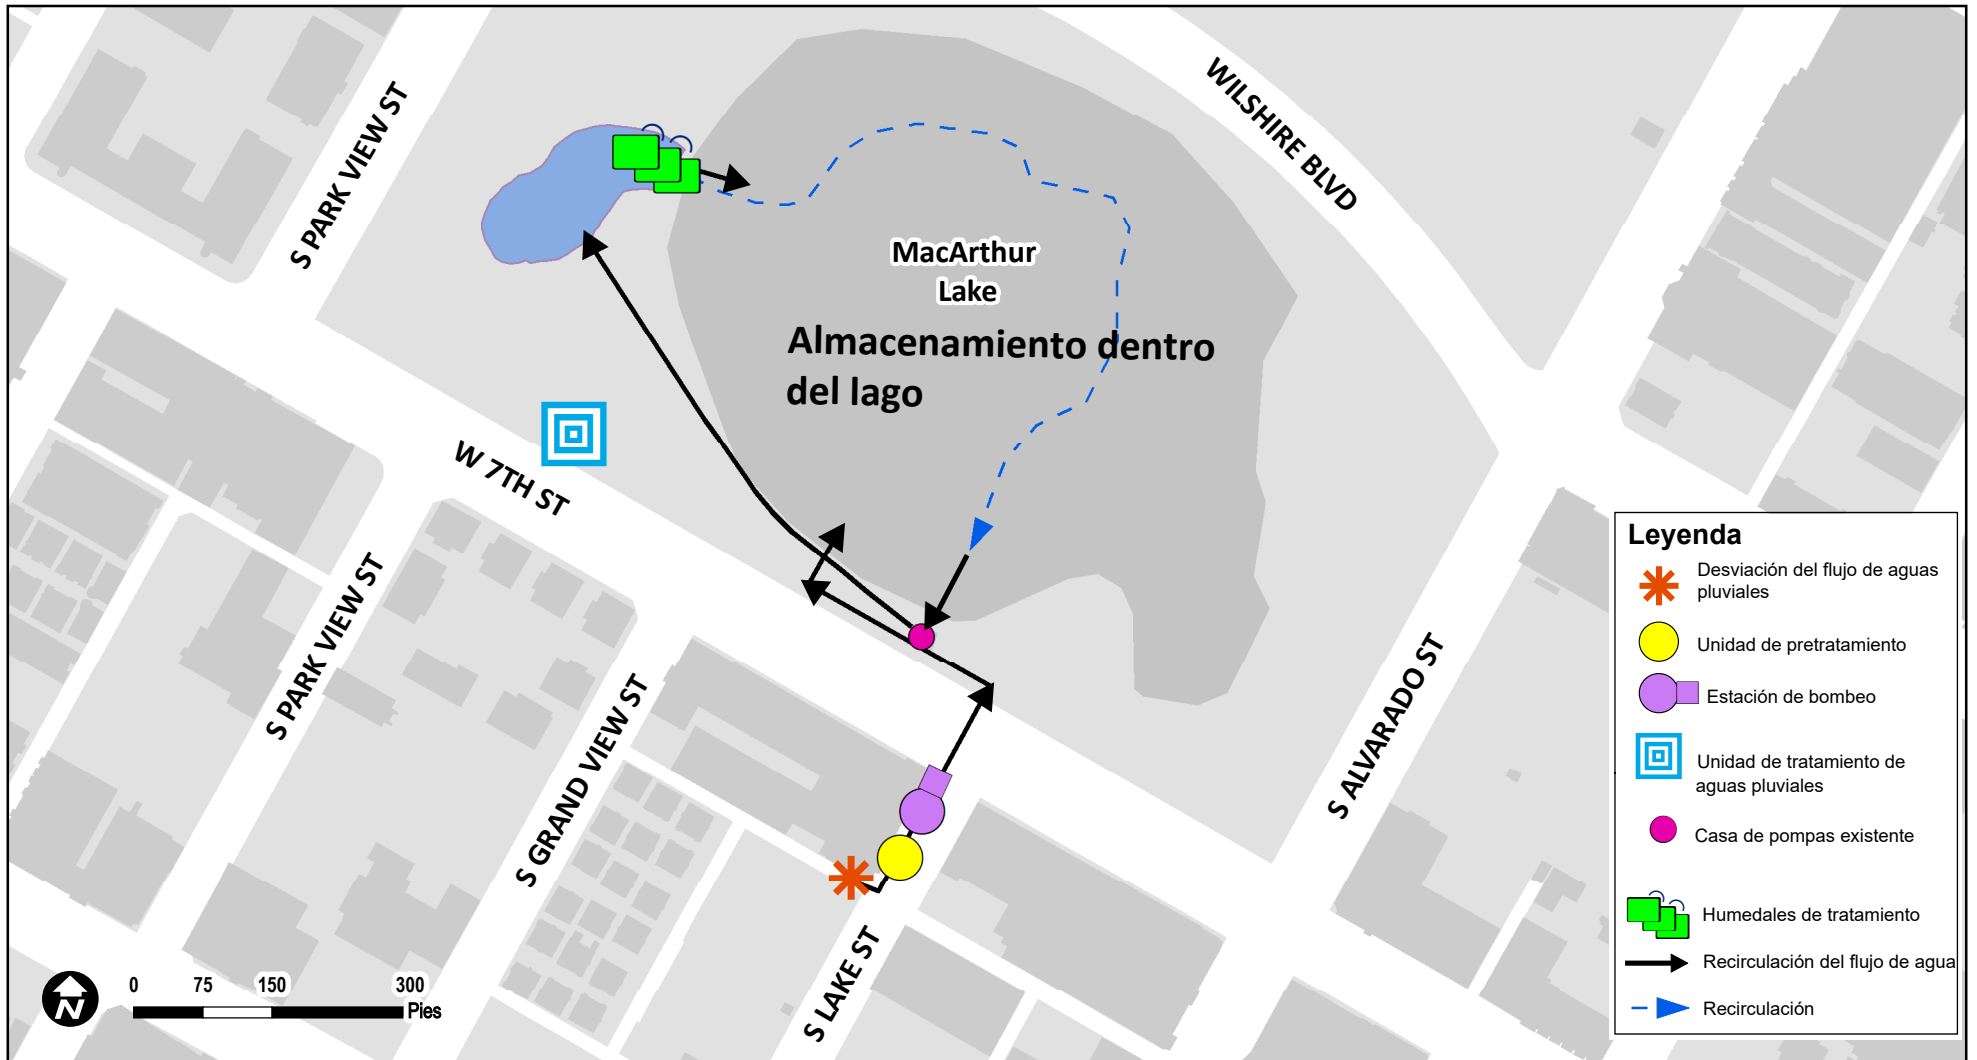 S PARK VIEW ST
WILSHIRE BLVD
MacArthur
Lake
Almacenamiento dentro
del lago
W 7TH ST
S PARK VIEW ST
S GRAND VIEW ST
S ALVARADO ST
S LAKE ST
N
0 75 150 300
Pies
Leyenda
Desviación del flujo de aguas
pluviales
Unidad de pretratamiento
Estación de bombeo
Unidad de tratamiento de
aguas pluviales
Casa de pompas existente
Humedales de tratamiento
Recirculación del flujo de agua
Recirculación